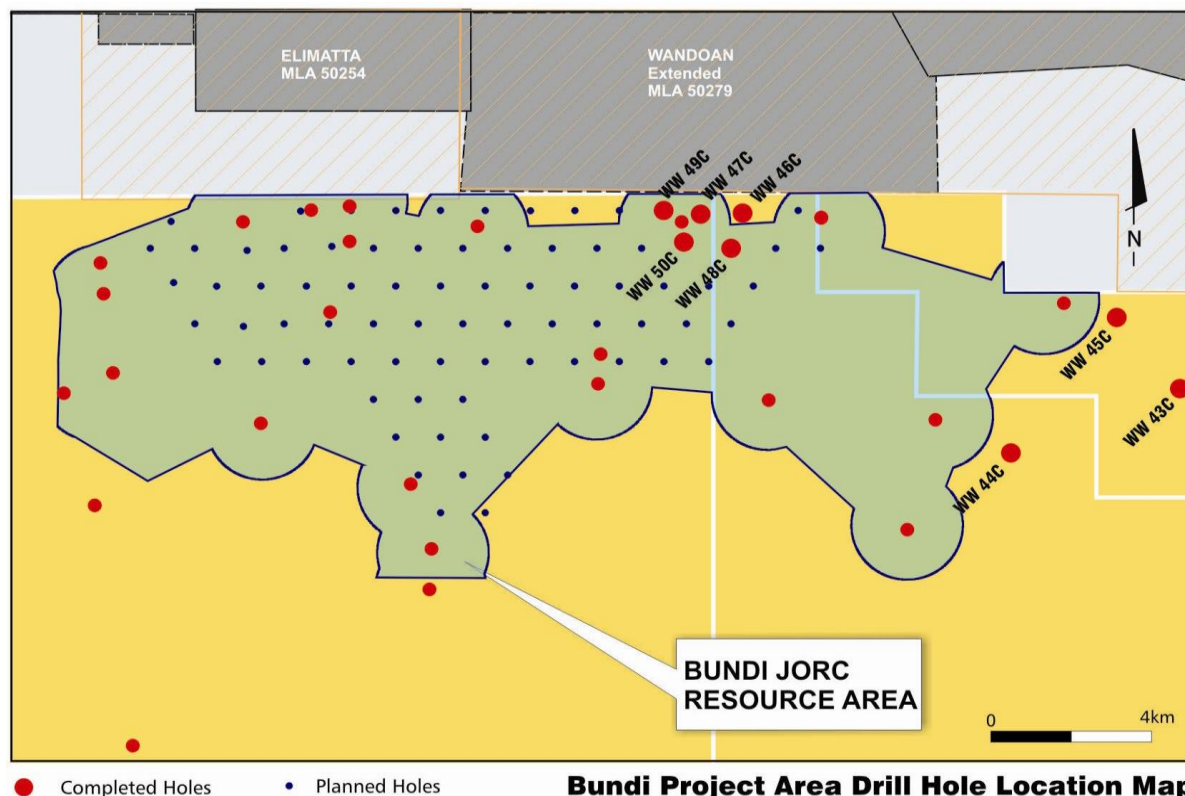 ELIMATTA
MLA 50254
WANDOAN
Extended
MLA 50279
WW 49C
WW 47C
WW 46C
WW 50C
WW 48C
N
WW 45C
WW 43C
WW 44C
BUNDI JORC
RESOURCE AREA
0 4km
Completed Holes Planned Holes Bundi Project Area Drill Hole Location Map